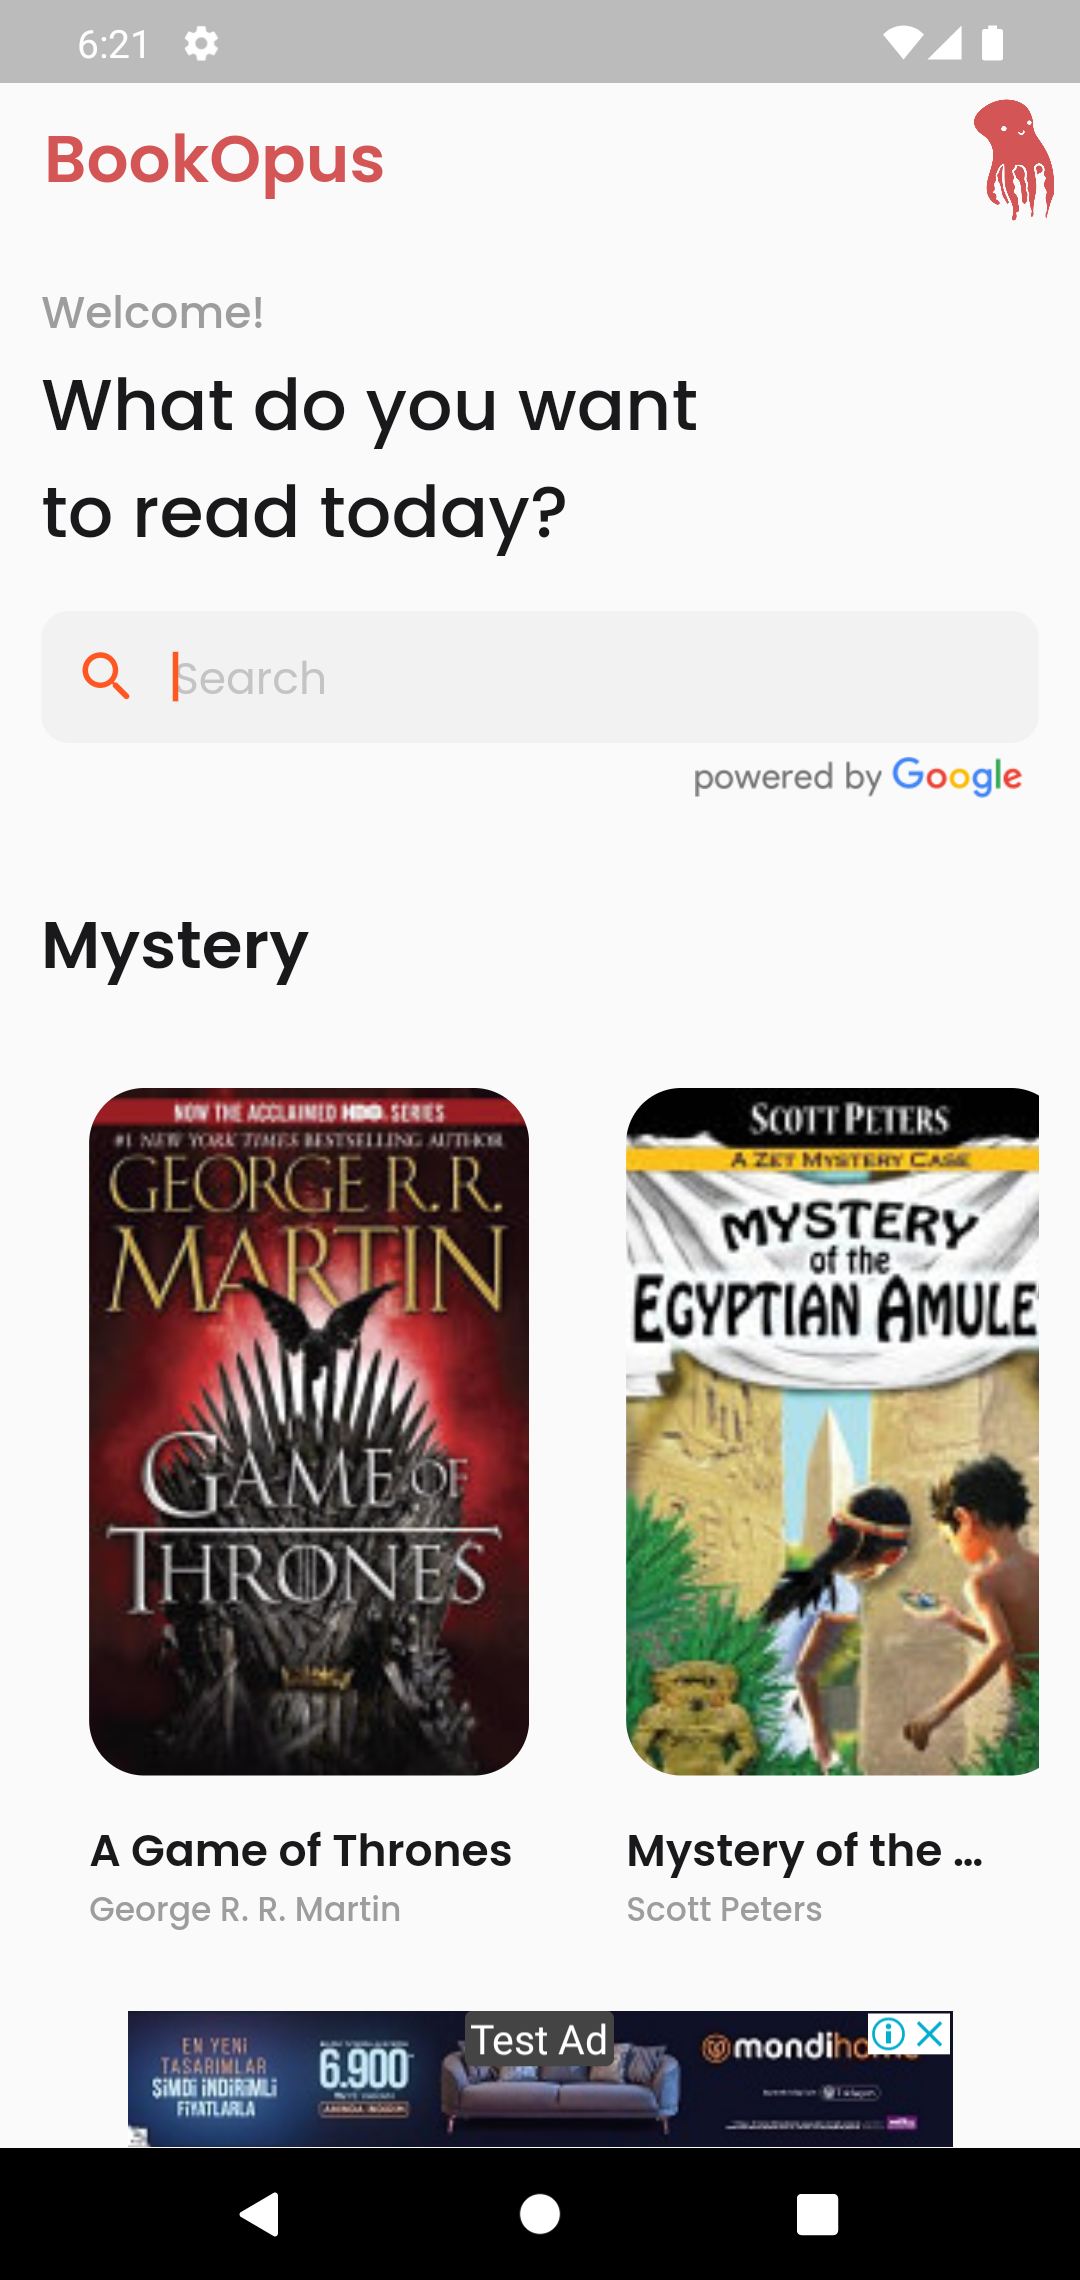 6:21
BookOpus
Welcome!
What do you want
to read today?
Search
powered by Google
Mystery
NOW THE ACCLAIMED HBO SERIES
#1 NEW YORK TIMES BESTSELLING AUTHOR
GEORGE R. R.
MARTIN
GAME OF
THRONES
SCOTT PETERS
A ZET MYSTERY CASE
MYSTERY
of the
EGYPTIAN AMULE
A Game of Thrones
George R. R. Martin
Mystery of the ...
Scott Peters
Test Ad
EN YENİ
TASARIMLAR
ŞİMDİ İNDİRİMLİ
FİYATLARLA
6.900
mondiho